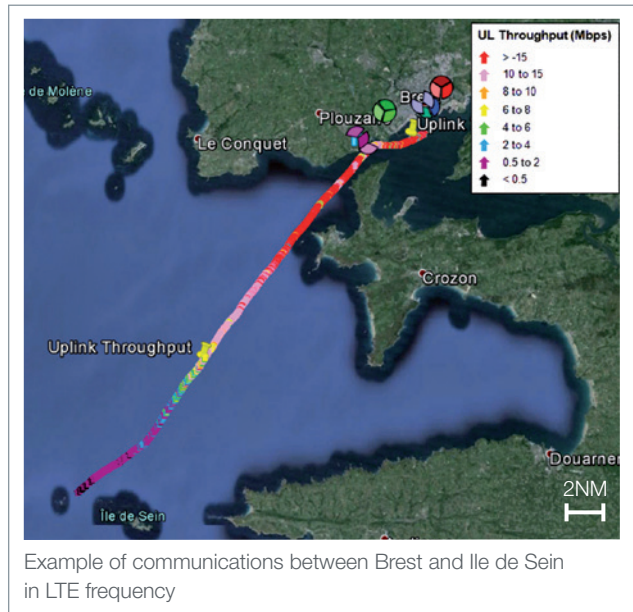 UL Throughput (Mbps)
> -15
10 to 15
8 to 10
6 to 8
4 to 6
2 to 4
0.5 to 2
< 0.5
de Molène
Plouzan
Uplink
Le Conquet
Crozon
Uplink Throughput
Douarner
2NM
Île de Sein
Example of communications between Brest and Ile de Sein
in LTE frequency